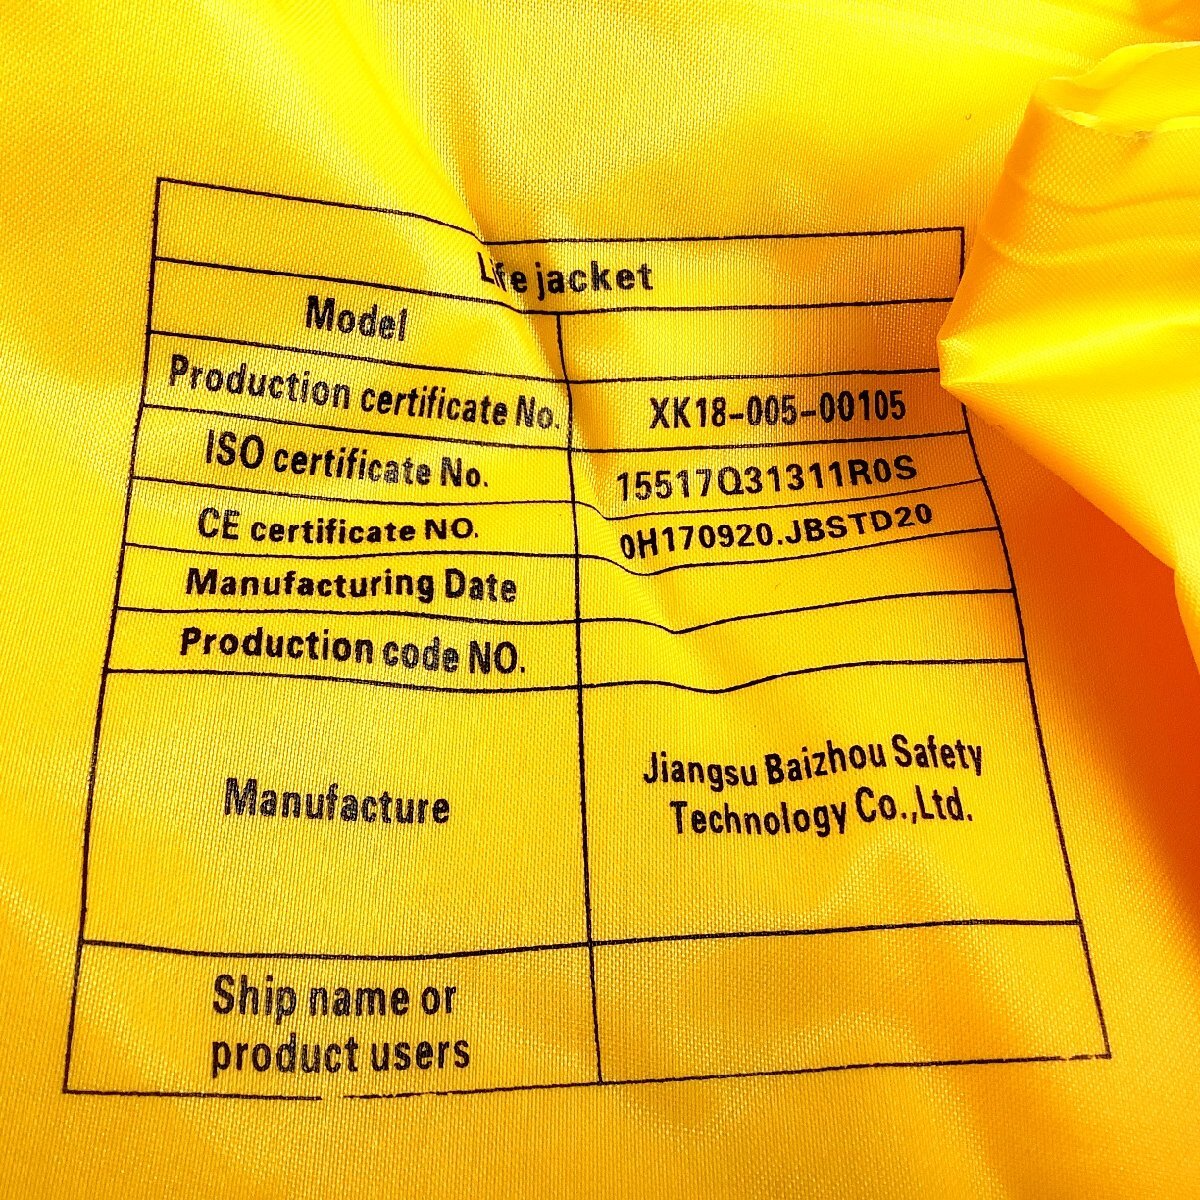 Life jacket
Model
Production certificate No. XK18-005-00105
ISO certificate No. 15517Q31311R0S
CE certificate NO. 0H170920.JBSTD20
Manufacturing Date
Production code NO.
Manufacture
Jiangsu Baizhou Safety
Technology Co.,Ltd.
Ship name or
product users